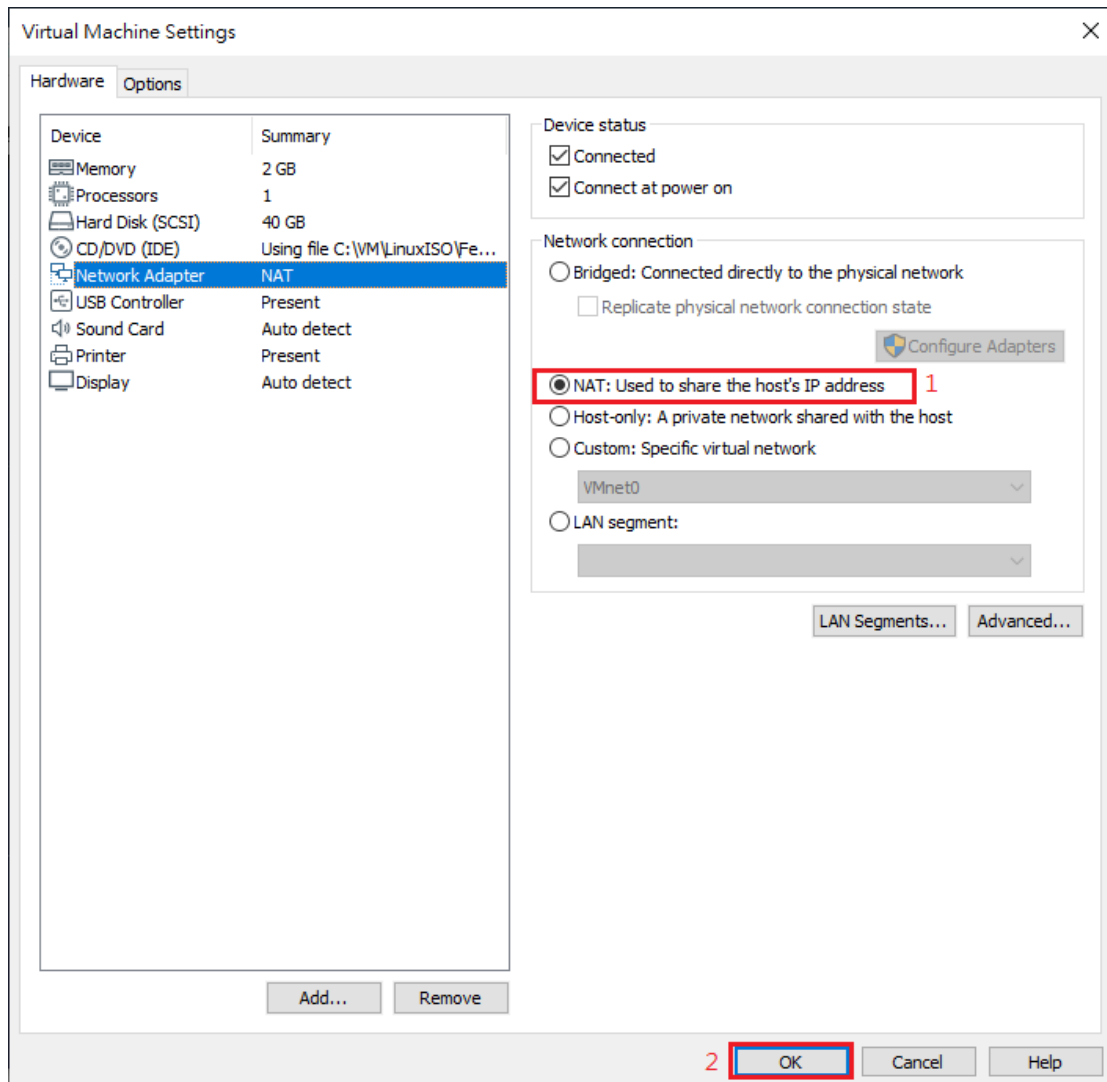 Virtual Machine Settings
Hardware Options
Device Summary
Memory 2 GB
Processors 1
Hard Disk (SCSI) 40 GB
CD/DVD (IDE) Using file C:\VM\LinuxISO\Fe...
Network Adapter NAT
USB Controller Present
Sound Card Auto detect
Printer Present
Display Auto detect
Add... Remove
Device status
Connected
Connect at power on
Network connection
Bridged: Connected directly to the physical network
Replicate physical network connection state
Configure Adapters
NAT: Used to share the host's IP address 1
Host-only: A private network shared with the host
Custom: Specific virtual network
VMnet0
LAN segment:
LAN Segments... Advanced...
2 OK Cancel Help